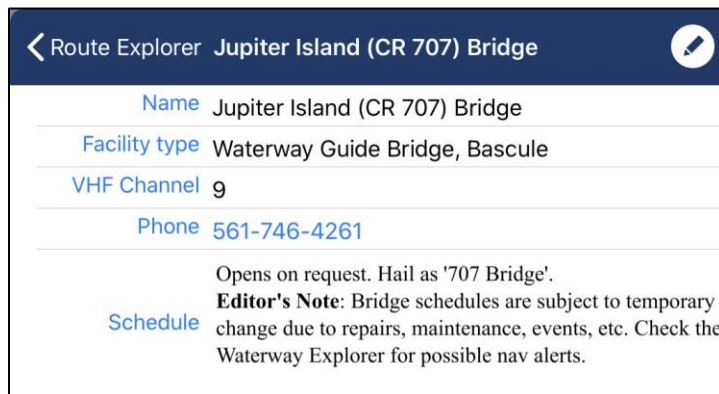 Route Explorer Jupiter Island (CR 707) Bridge
Name Jupiter Island (CR 707) Bridge
Facility type Waterway Guide Bridge, Bascule
VHF Channel 9
Phone 561-746-4261
Opens on request. Hail as '707 Bridge'.
Editor's Note: Bridge schedules are subject to temporary
Schedule change due to repairs, maintenance, events, etc. Check the
Waterway Explorer for possible nav alerts.